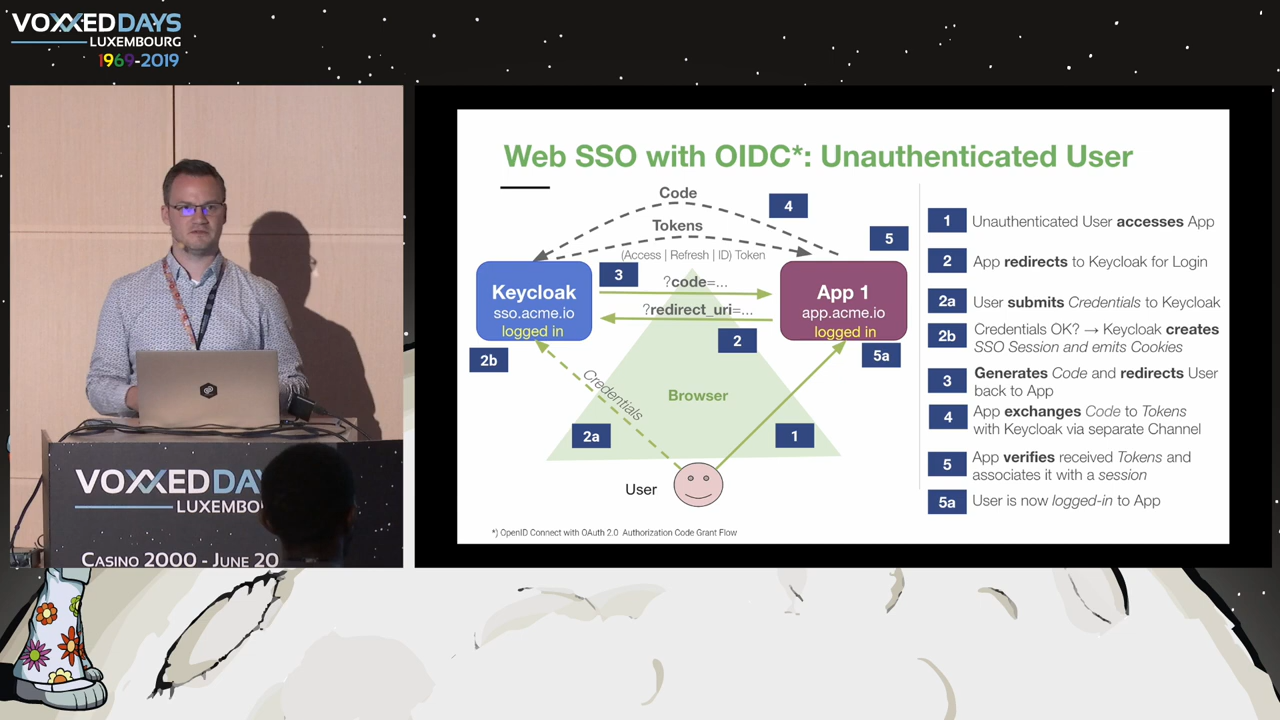 VOXXED DAYS
LUXEMBOURG
1969-2019
VOXXED DAY
LUXEMBO
CASINO 2000 - JUNE 20
Web SSO with OIDC*: Unauthenticated User
Code
4
Tokens
5
(Access | Refresh | ID) Token
3
?code=...
Keycloak
sso.acme.io
logged in
App 1
app.acme.io
logged in
?redirect_uri=...
2
2b
5a
Credentials
Browser
2a
1
User
1 Unauthenticated User accesses App
2 App redirects to Keycloak for Login
2a User submits Credentials to Keycloak
2b Credentials OK? → Keycloak creates
SSO Session and emits Cookies
3 Generates Code and redirects User
back to App
4 App exchanges Code to Tokens
with Keycloak via separate Channel
5 App verifies received Tokens and
associates it with a session
5a User is now logged-in to App
*) OpenID Connect with OAuth 2.0 Authorization Code Grant Flow